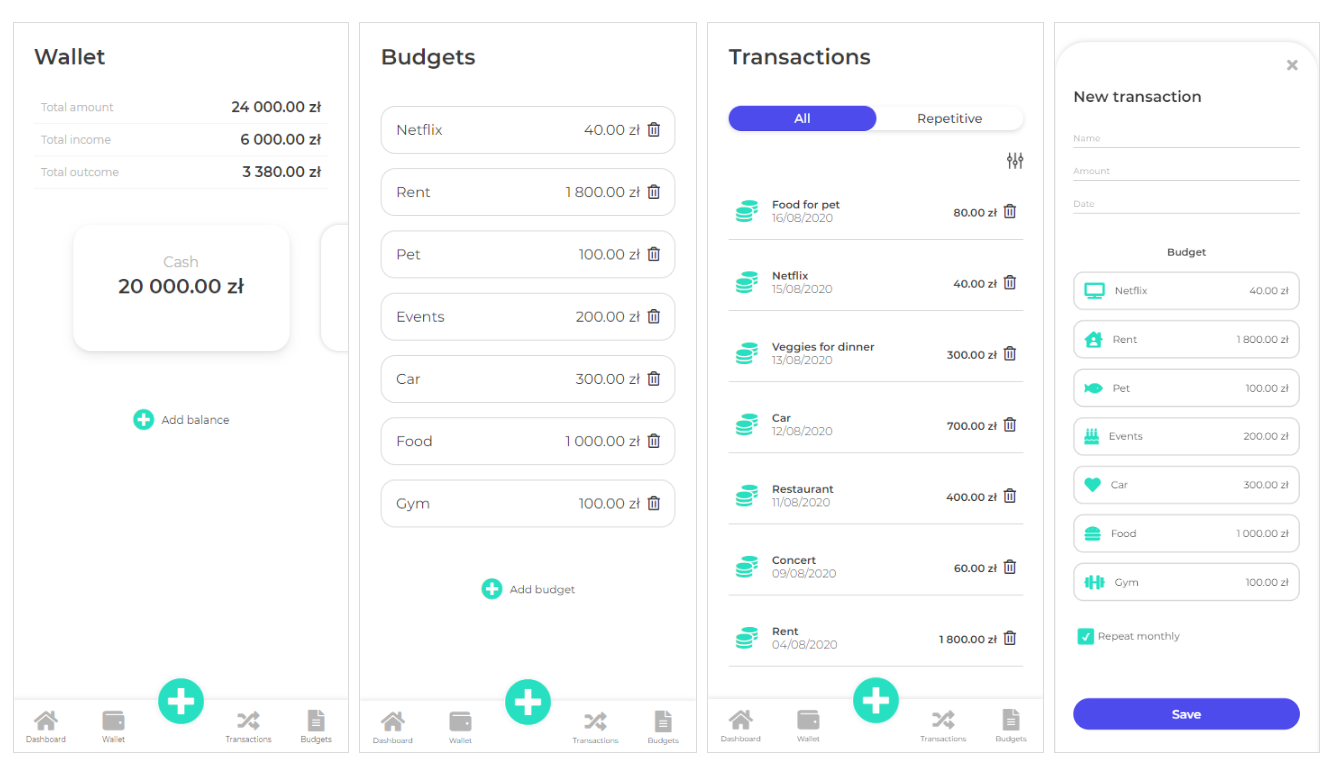 Wallet
Total amount 24 000.00 zł
Total income 6 000.00 zł
Total outcome 3 380.00 zł
Cash
20 000.00 zł
Add balance
Dashboard Wallet Transactions Budgets
Budgets
Netflix 40.00 zł
Rent 1 800.00 zł
Pet 100.00 zł
Events 200.00 zł
Car 300.00 zł
Food 1 000.00 zł
Gym 100.00 zł
Add budget
Dashboard Wallet Transactions Budgets
Transactions
All Repetitive
Food for pet
16/08/2020 80.00 zł
Netflix
15/08/2020 40.00 zł
Veggies for dinner
13/08/2020 300.00 zł
Car
12/08/2020 700.00 zł
Restaurant
11/08/2020 400.00 zł
Concert
09/08/2020 60.00 zł
Rent
04/08/2020 1 800.00 zł
Dashboard Wallet Transactions Budgets
New transaction
Name
Amount
Date
Budget
Netflix 40.00 zł
Rent 1 800.00 zł
Pet 100.00 zł
Events 200.00 zł
Car 300.00 zł
Food 1 000.00 zł
Gym 100.00 zł
Repeat monthly
Save